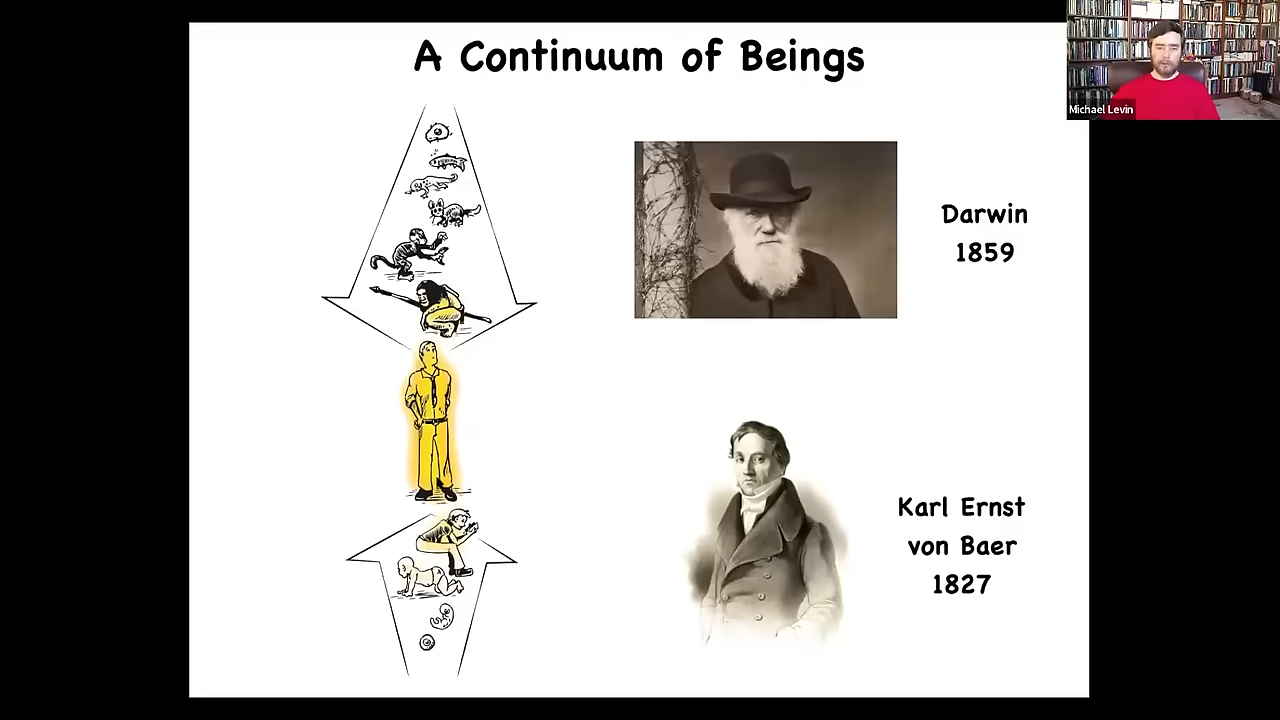 A Continuum of Beings
Michael Levin
Darwin
1859
Karl Ernst
von Baer
1827